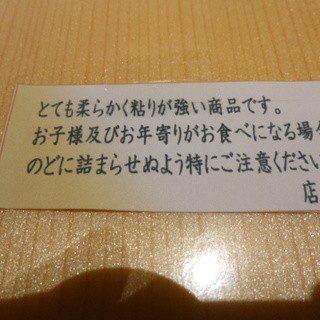 とても柔らかく粘りが強い商品です。
お子様及びお年寄りがお食べになる場合
のどに詰まらせぬよう特にご注意ください
店